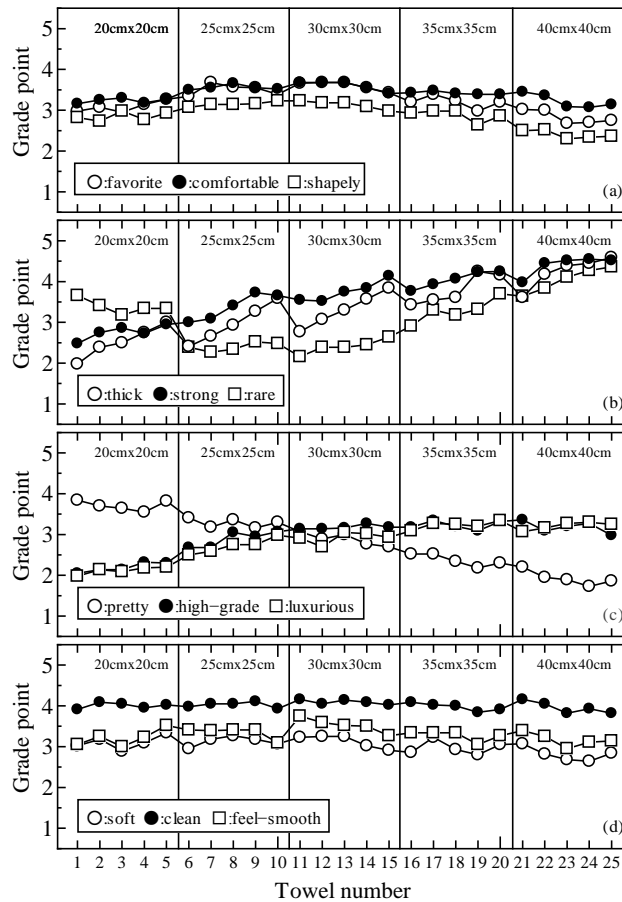 20cmx20cm 25cmx25cm 30cmx30cm 35cmx35cm 40cmx40cm
5
4
3
2
1
Grade point
○:favorite ●:comfortable □:shapely
(a)
20cmx20cm 25cmx25cm 30cmx30cm 35cmx35cm 40cmx40cm
5
4
3
2
1
Grade point
○:thick ●:strong □:rare
(b)
20cmx20cm 25cmx25cm 30cmx30cm 35cmx35cm 40cmx40cm
5
4
3
2
1
Grade point
○:pretty ●:high-grade □:luxurious
(c)
20cmx20cm 25cmx25cm 30cmx30cm 35cmx35cm 40cmx40cm
5
4
3
2
1
Grade point
○:soft ●:clean □:feel-smooth
(d)
1 2 3 4 5 6 7 8 9 10 11 12 13 14 15 16 17 18 19 20 21 22 23 24 25
Towel number